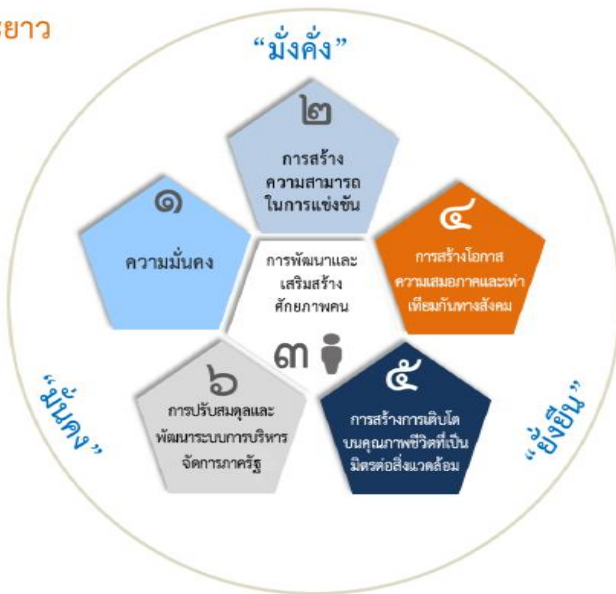 “มั่งคั่ง”
๒
การสร้าง
ความสามารถ
ในการแข่งขัน
๑
ความมั่นคง
๔
การสร้างโอกาส
ความเสมอภาคและเท่า
เทียมกันทางสังคม
การพัฒนาและ
เสริมสร้าง
ศักยภาพคน
๓
๖
การปรับสมดุลและ
พัฒนาระบบการบริหาร
จัดการภาครัฐ
๕
การสร้างการเติบโต
บนคุณภาพชีวิตที่เป็น
มิตรต่อสิ่งแวดล้อม
“มั่นคง”
“ยั่งยืน”